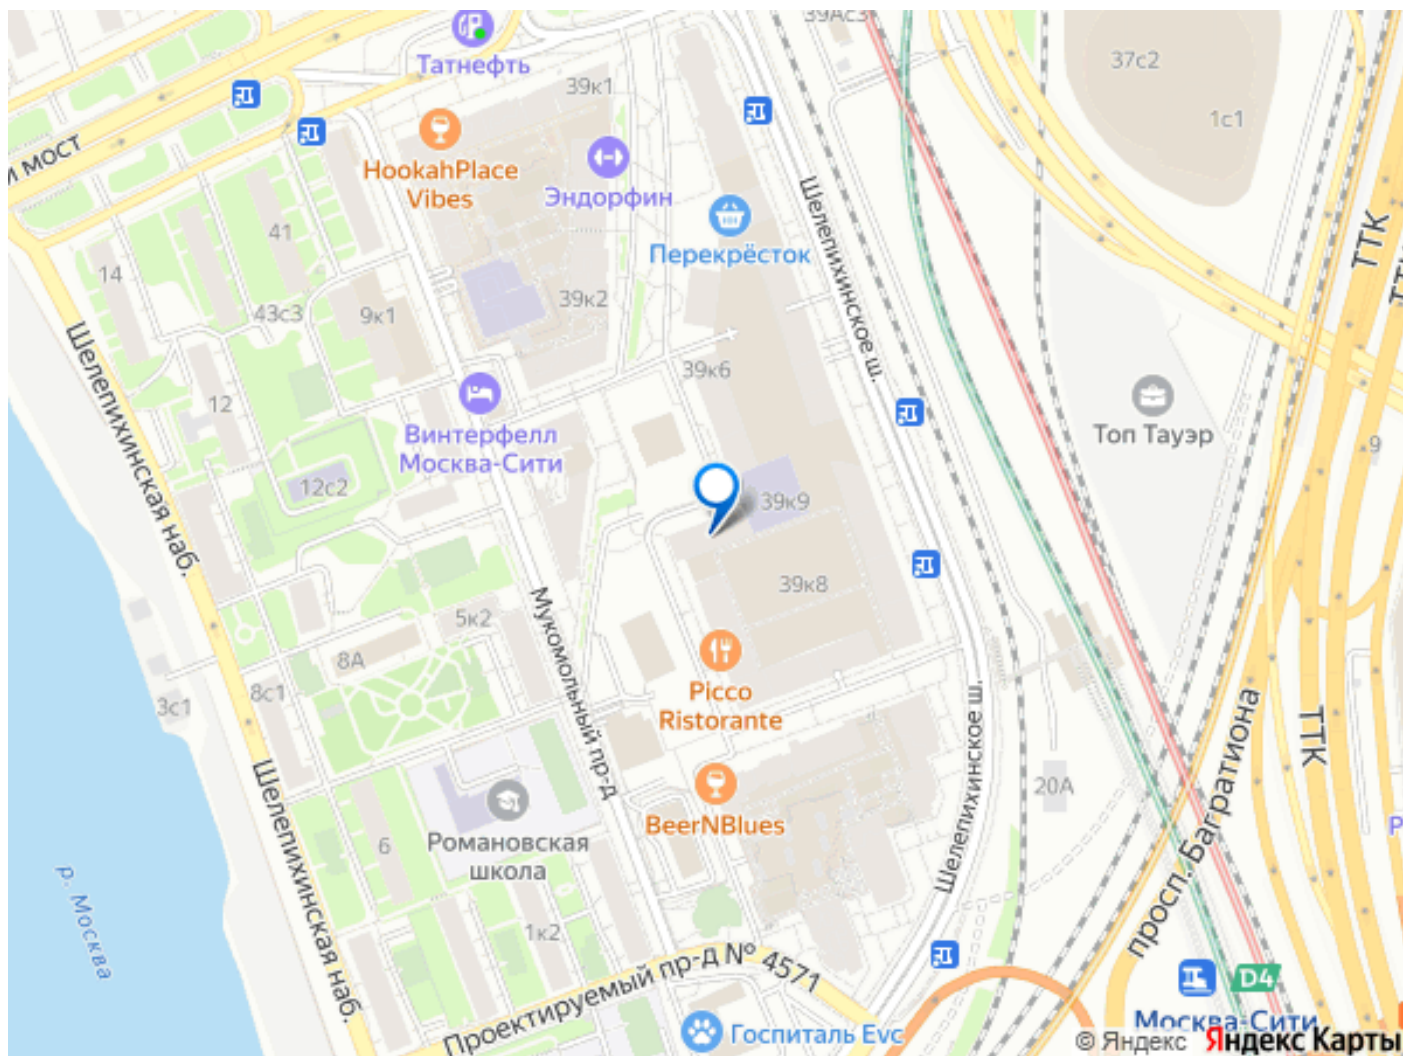 39Ас3
Татнефть
37с2
39к1
1с1
й мост
HookahPlace
Vibes
Эндорфин
Шелепихинское ш.
ТТК
41
Перекрёсток
14
39к2
43с3
9к1
Шелепихинская наб.
39к6
12
Винтерфелл
Москва-Сити
Топ Тауэр
9
12с2
39к9
39к8
Мукомольный пр-д
5к2
8А
8с1
3с1
Picco
Ristorante
Шелепихинское ш.
просп. Багратиона
ТТК
20А
Шелепихинская наб.
BeerNBlues
Р
Романовская
школа
6
р. Москва
1к2
Проектируемый пр-д № 4571
D4
Москва-Сити
Госпиталь Evc
© Яндекс Яндекс Карты